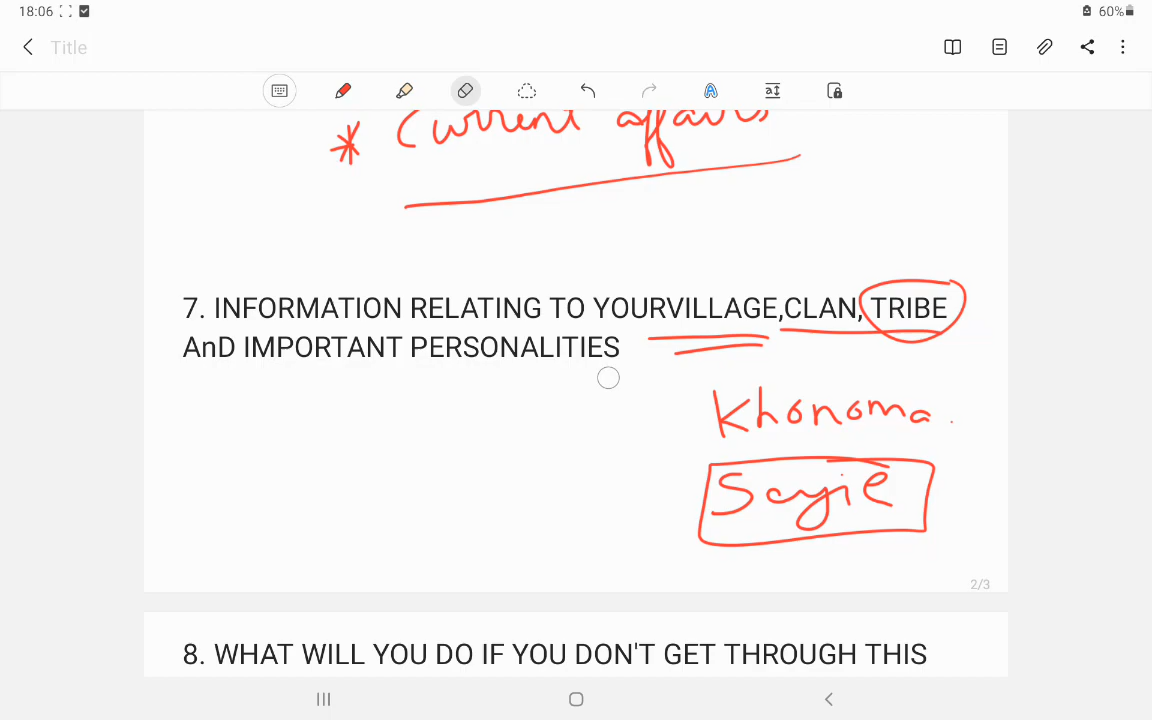 18:06
60%
Title
* Current affairs
7. INFORMATION RELATING TO YOURVILLAGE,CLAN, TRIBE
AnD IMPORTANT PERSONALITIES
Khonoma.
2/3
8. WHAT WILL YOU DO IF YOU DON'T GET THROUGH THIS